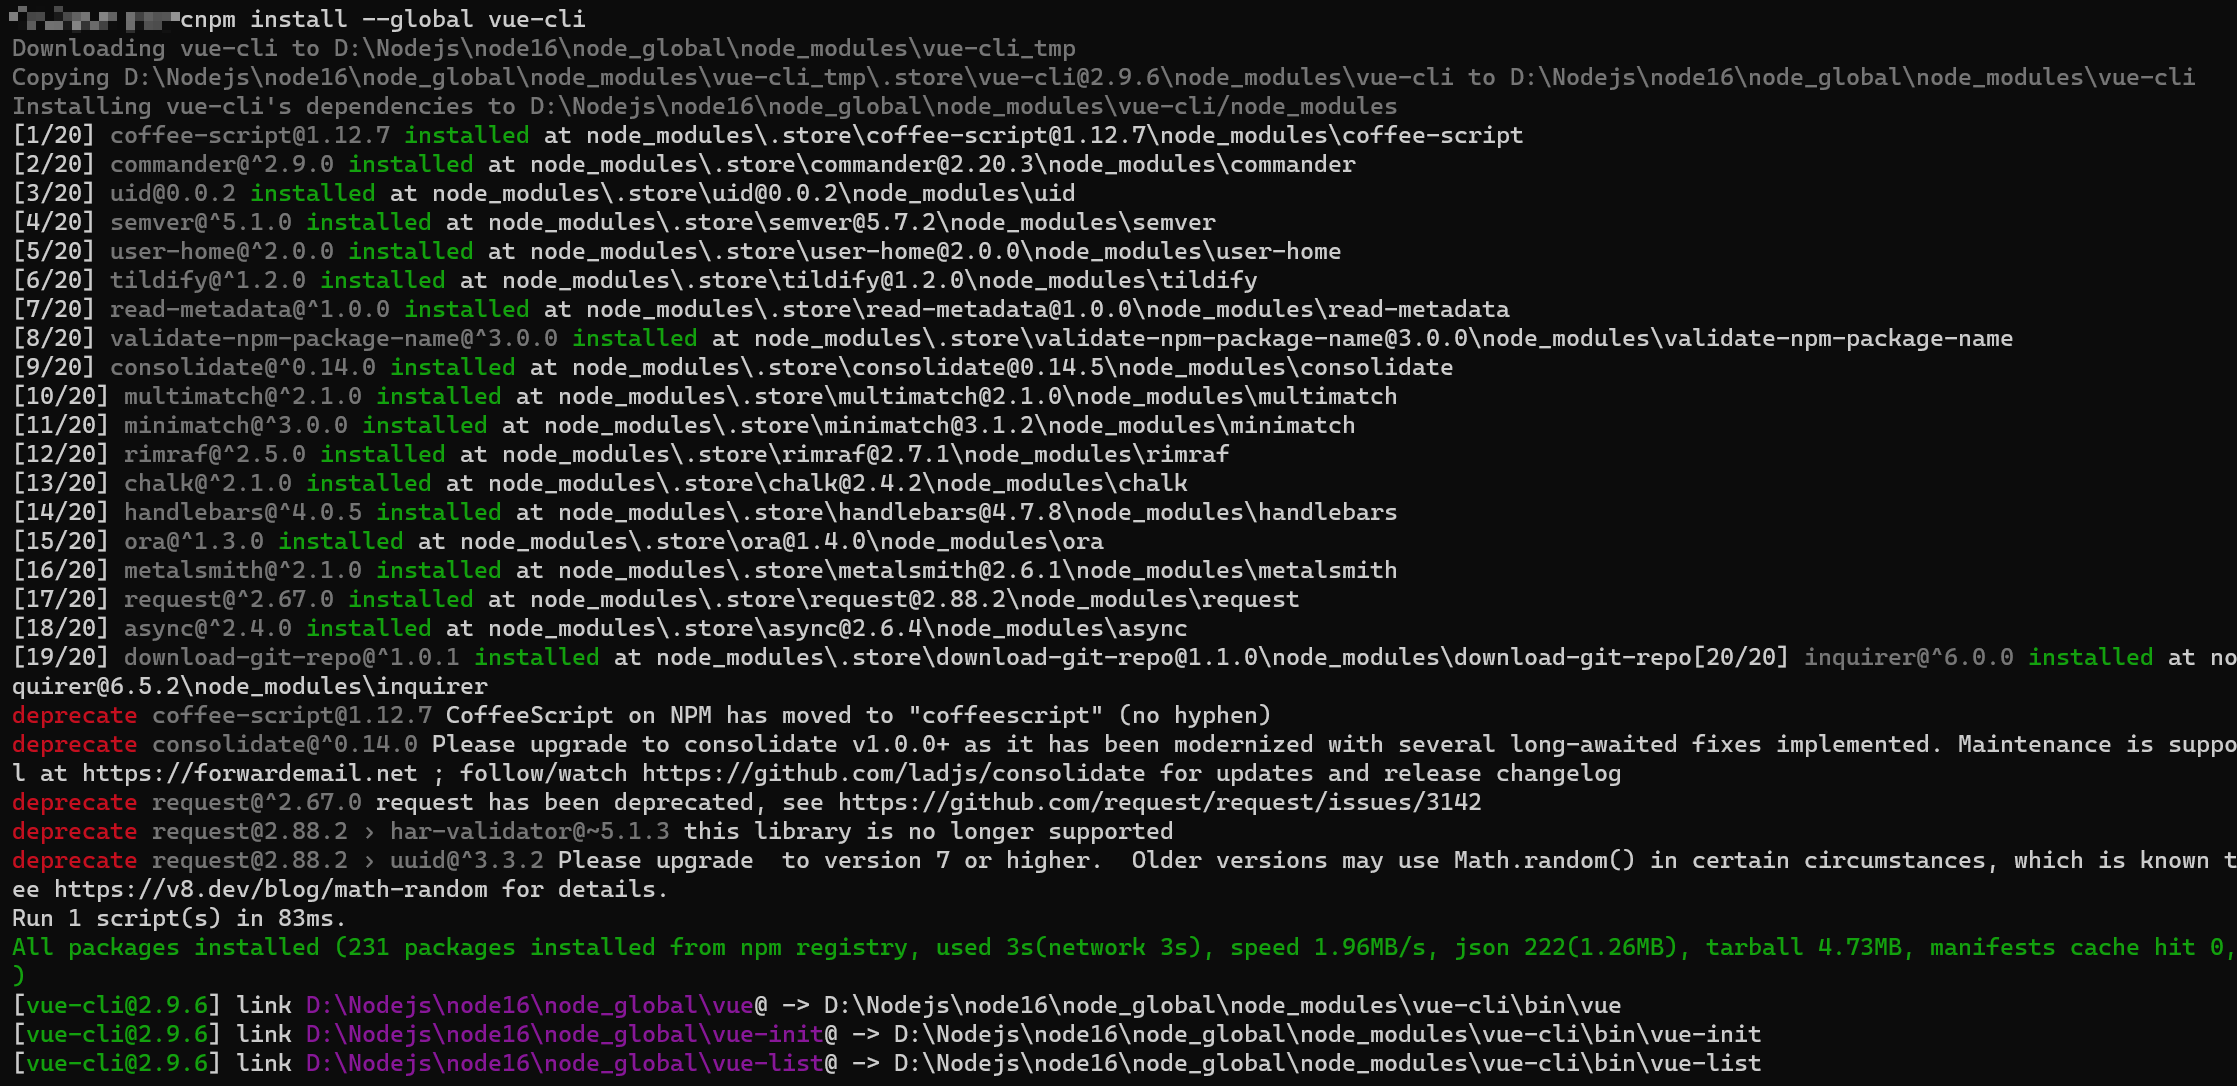 cnpm install --global vue-cli
Downloading vue-cli to D:\Nodejs\node16\node_global\node_modules\vue-cli_tmp
Copying D:\Nodejs\node16\node_global\node_modules\vue-cli_tmp\.store\vue-cli@2.9.6\node_modules\vue-cli to D:\Nodejs\node16\node_global\node_modules\vue-cli
Installing vue-cli's dependencies to D:\Nodejs\node16\node_global\node_modules\vue-cli/node_modules
[1/20] coffee-script@1.12.7 installed at node_modules\.store\coffee-script@1.12.7\node_modules\coffee-script
[2/20] commander@^2.9.0 installed at node_modules\.store\commander@2.20.3\node_modules\commander
[3/20] uid@0.0.2 installed at node_modules\.store\uid@0.0.2\node_modules\uid
[4/20] semver@^5.1.0 installed at node_modules\.store\semver@5.7.2\node_modules\semver
[5/20] user-home@^2.0.0 installed at node_modules\.store\user-home@2.0.0\node_modules\user-home
[6/20] tildify@^1.2.0 installed at node_modules\.store\tildify@1.2.0\node_modules\tildify
[7/20] read-metadata@^1.0.0 installed at node_modules\.store\read-metadata@1.0.0\node_modules\read-metadata
[8/20] validate-npm-package-name@^3.0.0 installed at node_modules\.store\validate-npm-package-name@3.0.0\node_modules\validate-npm-package-name
[9/20] consolidate@^0.14.0 installed at node_modules\.store\consolidate@0.14.5\node_modules\consolidate
[10/20] multimatch@^2.1.0 installed at node_modules\.store\multimatch@2.1.0\node_modules\multimatch
[11/20] minimatch@^3.0.0 installed at node_modules\.store\minimatch@3.1.2\node_modules\minimatch
[12/20] rimraf@^2.5.0 installed at node_modules\.store\rimraf@2.7.1\node_modules\rimraf
[13/20] chalk@^2.1.0 installed at node_modules\.store\chalk@2.4.2\node_modules\chalk
[14/20] handlebars@^4.0.5 installed at node_modules\.store\handlebars@4.7.8\node_modules\handlebars
[15/20] ora@^1.3.0 installed at node_modules\.store\ora@1.4.0\node_modules\ora
[16/20] metalsmith@^2.1.0 installed at node_modules\.store\metalsmith@2.6.1\node_modules\metalsmith
[17/20] request@^2.67.0 installed at node_modules\.store\request@2.88.2\node_modules\request
[18/20] async@^2.4.0 installed at node_modules\.store\async@2.6.4\node_modules\async
[19/20] download-git-repo@^1.0.1 installed at node_modules\.store\download-git-repo@1.1.0\node_modules\download-git-repo[20/20] inquirer@^6.0.0 installed at no
quirer@6.5.2\node_modules\inquirer
deprecate coffee-script@1.12.7 CoffeeScript on NPM has moved to "coffeescript" (no hyphen)
deprecate consolidate@^0.14.0 Please upgrade to consolidate v1.0.0+ as it has been modernized with several long-awaited fixes implemented. Maintenance is suppo
l at https://forwardemail.net ; follow/watch https://github.com/ladjs/consolidate for updates and release changelog
deprecate request@^2.67.0 request has been deprecated, see https://github.com/request/request/issues/3142
deprecate request@2.88.2 › har-validator@~5.1.3 this library is no longer supported
deprecate request@2.88.2 › uuid@^3.3.2 Please upgrade  to version 7 or higher.  Older versions may use Math.random() in certain circumstances, which is known t
ee https://v8.dev/blog/math-random for details.
Run 1 script(s) in 83ms.
All packages installed (231 packages installed from npm registry, used 3s(network 3s), speed 1.96MB/s, json 222(1.26MB), tarball 4.73MB, manifests cache hit 0,
)
[vue-cli@2.9.6] link D:\Nodejs\node16\node_global\vue@ -> D:\Nodejs\node16\node_global\node_modules\vue-cli\bin\vue
[vue-cli@2.9.6] link D:\Nodejs\node16\node_global\vue-init@ -> D:\Nodejs\node16\node_global\node_modules\vue-cli\bin\vue-init
[vue-cli@2.9.6] link D:\Nodejs\node16\node_global\vue-list@ -> D:\Nodejs\node16\node_global\node_modules\vue-cli\bin\vue-list